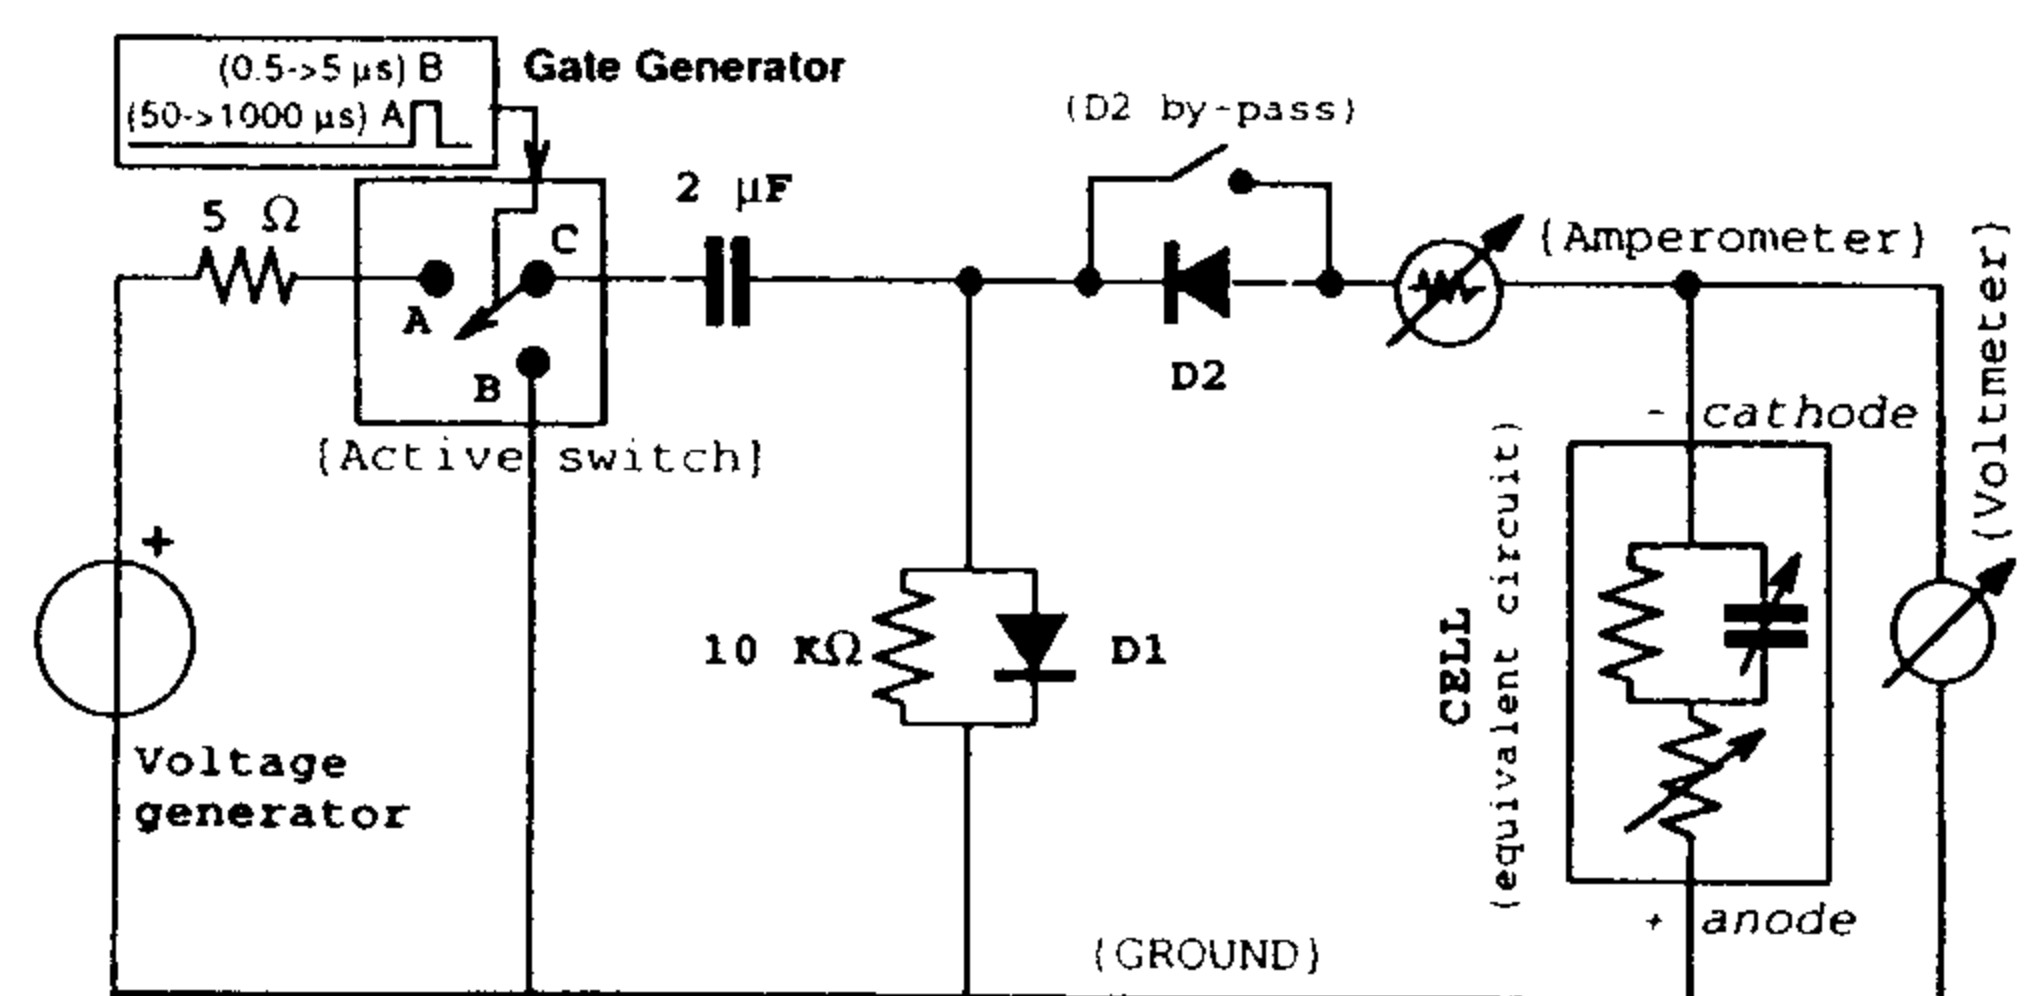 (0.5->5 μs) B
(50->1000 μs) A
Gate Generator
(D2 by-pass)
5 Ω
2 μF
C
A
B
(Amperometer)
(Voltmeter)
D2
- cathode
(Active switch)
+
10 KΩ
D1
CELL
(equivalent circuit)
Voltage
generator
+ anode
(GROUND)